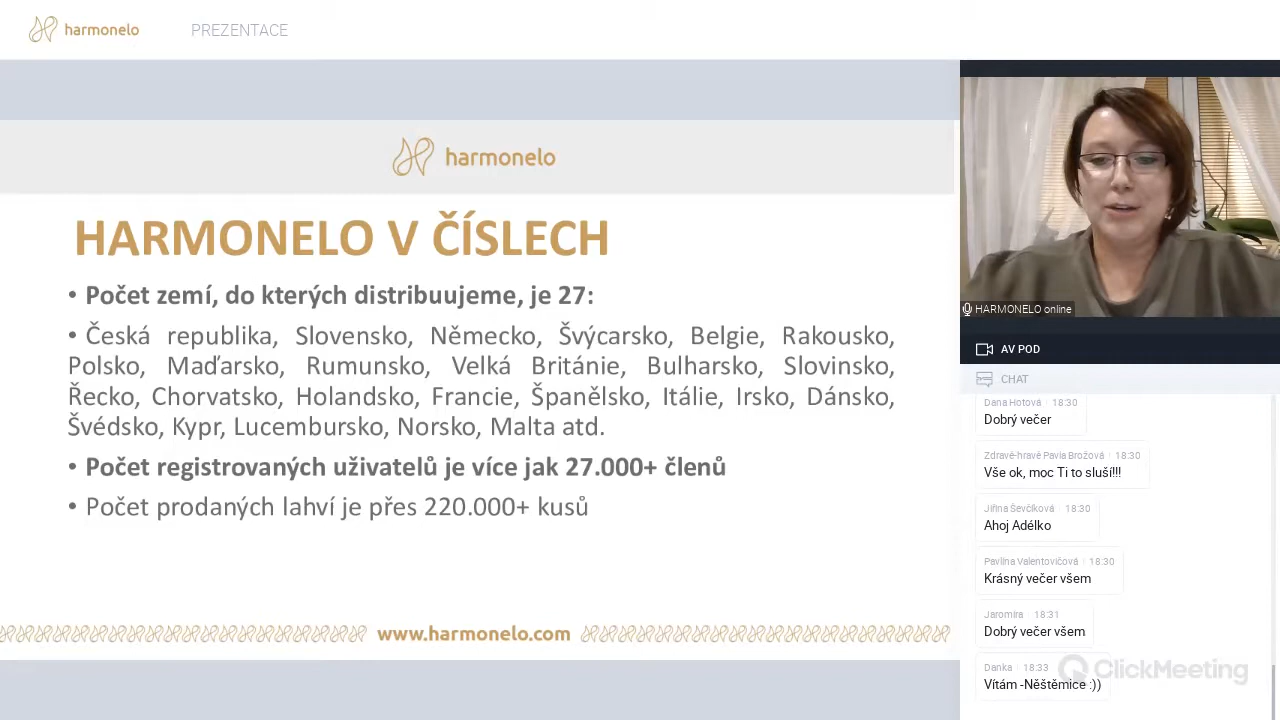 harmonelo
PREZENTACE
harmonelo
HARMONELO V ČÍSLECH
• Počet zemí, do kterých distribuujeme, je 27:
• Česká republika, Slovensko, Německo, Švýcarsko, Belgie, Rakousko,
Polsko, Maďarsko, Rumunsko, Velká Británie, Bulharsko, Slovinsko,
Řecko, Chorvatsko, Holandsko, Francie, Španělsko, Itálie, Irsko, Dánsko,
Švédsko, Kypr, Lucembursko, Norsko, Malta atd.
• Počet registrovaných uživatelů je více jak 27.000+ členů
• Počet prodaných lahví je přes 220.000+ kusů
www.harmonelo.com
HARMONELO online
AV POD
CHAT
Dana Hotová 18:30
Dobrý večer
Zdravě-hravě Pavla Brožová 18:30
Vše ok, moc Ti to sluší!!!
Jiřina Ševčíková 18:30
Ahoj Adélko
Pavlína Valentovičová 18:30
Krásný večer všem
Jaromíra 18:31
Dobrý večer všem
Danka 18:33
Vítám -Něštěmice :))
ClickMeeting